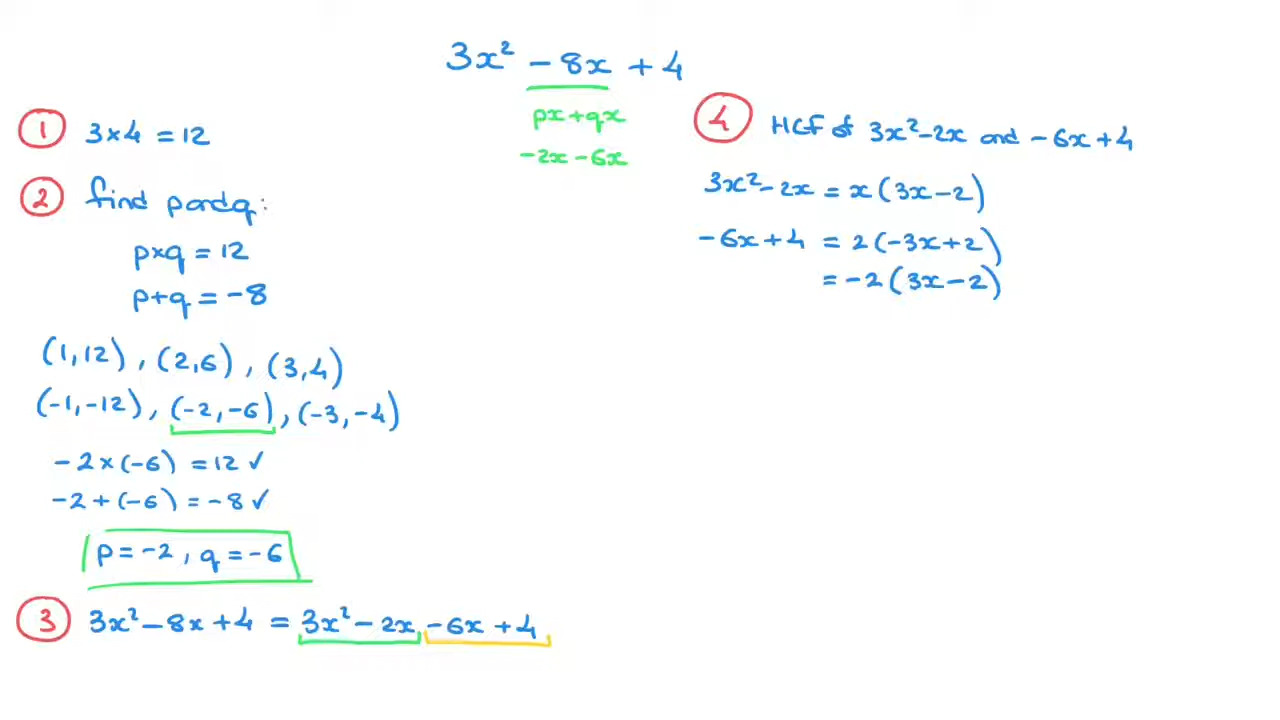 3x² - 8x + 4
px + qx
-2x - 6x
① 3 × 4 = 12
② find p and q:
p×q = 12
p+q = -8
(1,12), (2,6), (3,4)
(-1,-12), (-2,-6), (-3,-4)
-2×(-6) = 12 ✓
-2+(-6) = -8 ✓
p = -2, q = -6
③ 3x² - 8x + 4 = 3x² - 2x - 6x + 4
④ HCF of 3x² - 2x and -6x + 4
3x² - 2x = x(3x - 2)
-6x + 4 = 2(-3x + 2)
= -2(3x - 2)